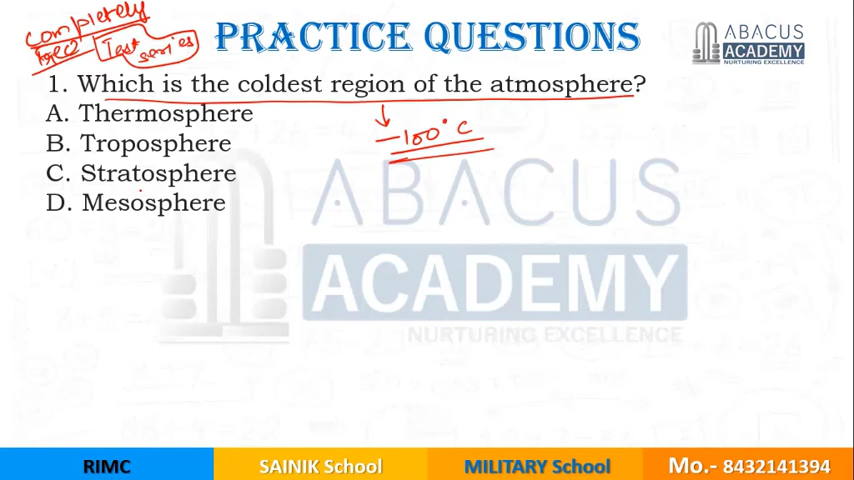 completely
free Test series
PRACTICE QUESTIONS
ABACUS
ACADEMY
NURTURING EXCELLENCE
1. Which is the coldest region of the atmosphere?
A. Thermosphere
B. Troposphere
C. Stratosphere
D. Mesosphere
-100°C
ABACUS
ACADEMY
NURTURING EXCELLENCE
RIMC
SAINIK School
MILITARY School
Mo.- 8432141394